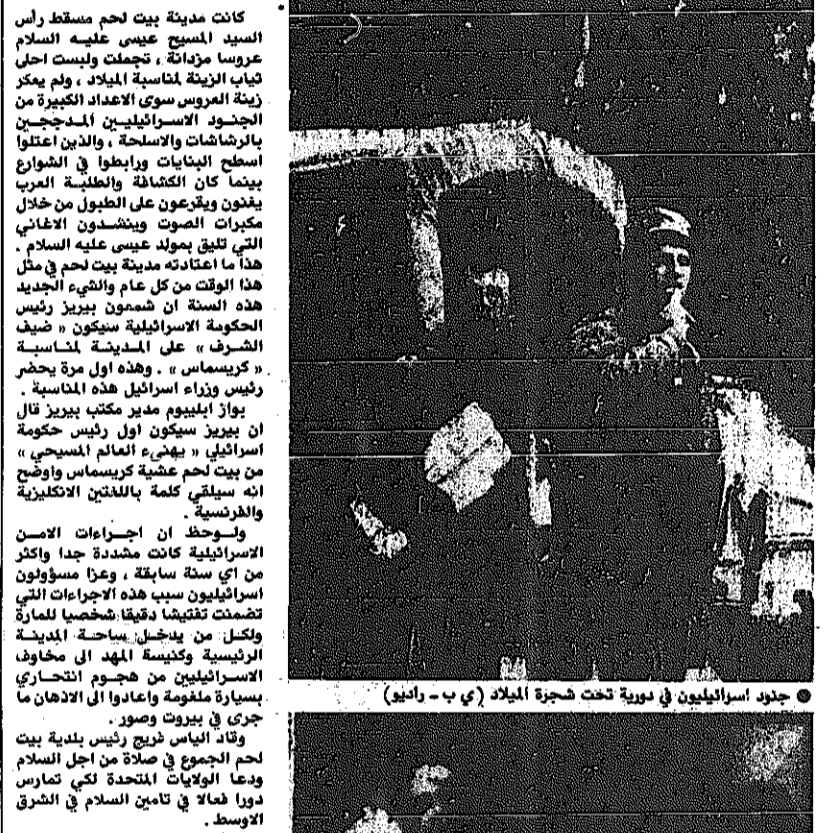 كانت مدينة بيت لحم مسقط رأس
السيد المسيح عيسى عليه السلام
عروسا مزدانة ، تجملت ولبست احلى
ثياب الزينة لمناسبة الميلاد ، ولم يعكر
زينة العروس سوى الاعداد الكبيرة من
الجنود الاسرائيليين المدججين
بالرشاشات والاسلحة ، والذين اعتلوا
اسطح البنايات ورابطوا في الشوارع
بينما كان الكشافة والطلبة العرب
يغنون ويقرعون على الطبول من خلال
مكبرات الصوت وينشدون الاغاني
التي تليق بمولد عيسى عليه السلام .
هذا ما اعتادته مدينة بيت لحم في مثل
هذا الوقت من كل عام والشيء الجديد
هذه السنة ان شمعون بيريز رئيس
الحكومة الاسرائيلية سيكون « ضيف
الشرف » على المدينة لمناسبة
« كريسماس » . وهذه اول مرة يحضر
رئيس وزراء اسرائيل هذه المناسبة .
بواز ابلييوم مدير مكتب بيريز قال
ان بيريز سيكون اول رئيس حكومة
اسرائيلي « يهنىء العالم المسيحي »
من بيت لحم عشية كريسماس واوضح
انه سيلقي كلمة باللغتين الانكليزية
والفرنسية .
ولوحظ ان اجراءات الامن
الاسرائيلية كانت مشددة جدا واكثر
من اي سنة سابقة ، وعزا مسؤولون
اسرائيليون سبب هذه الاجراءات التي
تضمنت تفتيشا دقيقا شخصيا للمارة
ولكل من يدخل ساحة المدينة
الرئيسية وكنيسة المهد الى مخاوف
الاسرائيليين من هجوم انتحاري
بسيارة ملغومة واعادوا الى الاذهان ما
جرى في بيروت وصور .
وقاد الياس فريج رئيس بلدية بيت
لحم الجموع في صلاة من اجل السلام
ودعا الولايات المتحدة لكي تمارس
دورا فعالا في تامين السلام في الشرق
الاوسط .
جنود اسرائيليون في دورية تحت شجرة الميلاد (ي ب - راديو)